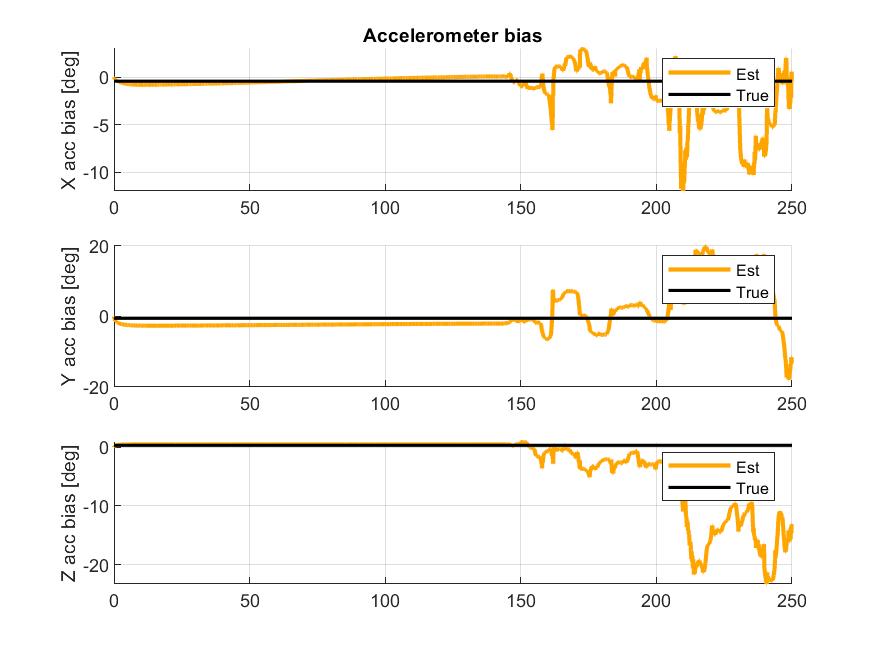 Accelerometer bias
X acc bias [deg]
0
-5
-10
Est
True
0 50 100 150 200 250
Y acc bias [deg]
20
0
-20
Est
True
0 50 100 150 200 250
Z acc bias [deg]
0
-10
-20
Est
True
0 50 100 150 200 250